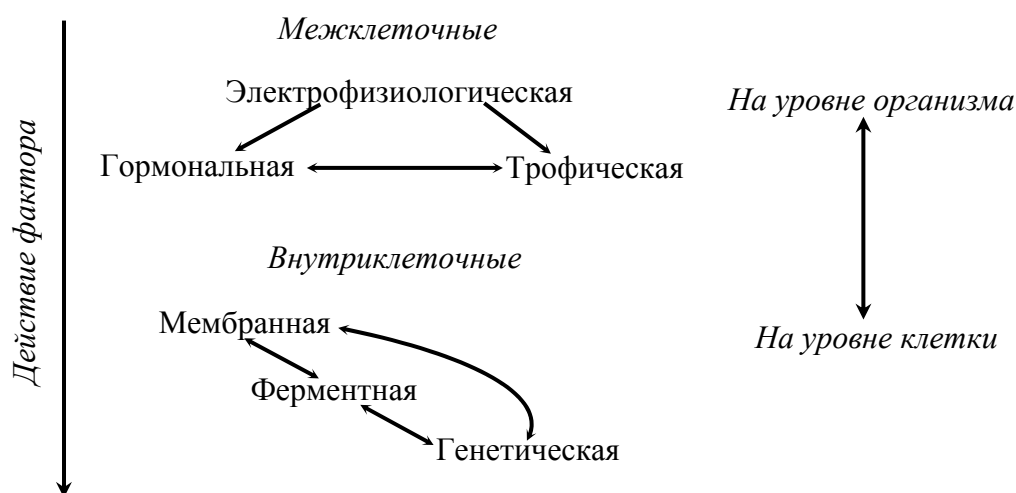 Межклеточные
Электрофизиологическая
На уровне организма
Гормональная
Трофическая
Действие фактора
Внутриклеточные
Мембранная
На уровне клетки
Ферментная
Генетическая